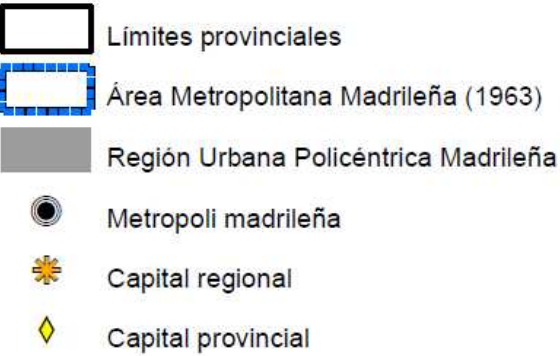 Límites provinciales
Área Metropolitana Madrileña (1963)
Región Urbana Policéntrica Madrileña
Metropoli madrileña
Capital regional
Capital provincial